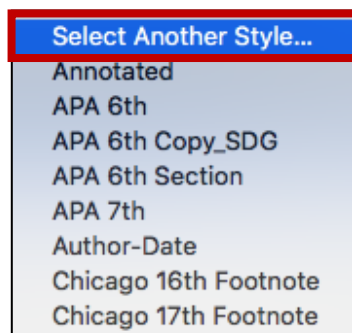 Select Another Style...
Annotated
APA 6th
APA 6th Copy_SDG
APA 6th Section
APA 7th
Author-Date
Chicago 16th Footnote
Chicago 17th Footnote